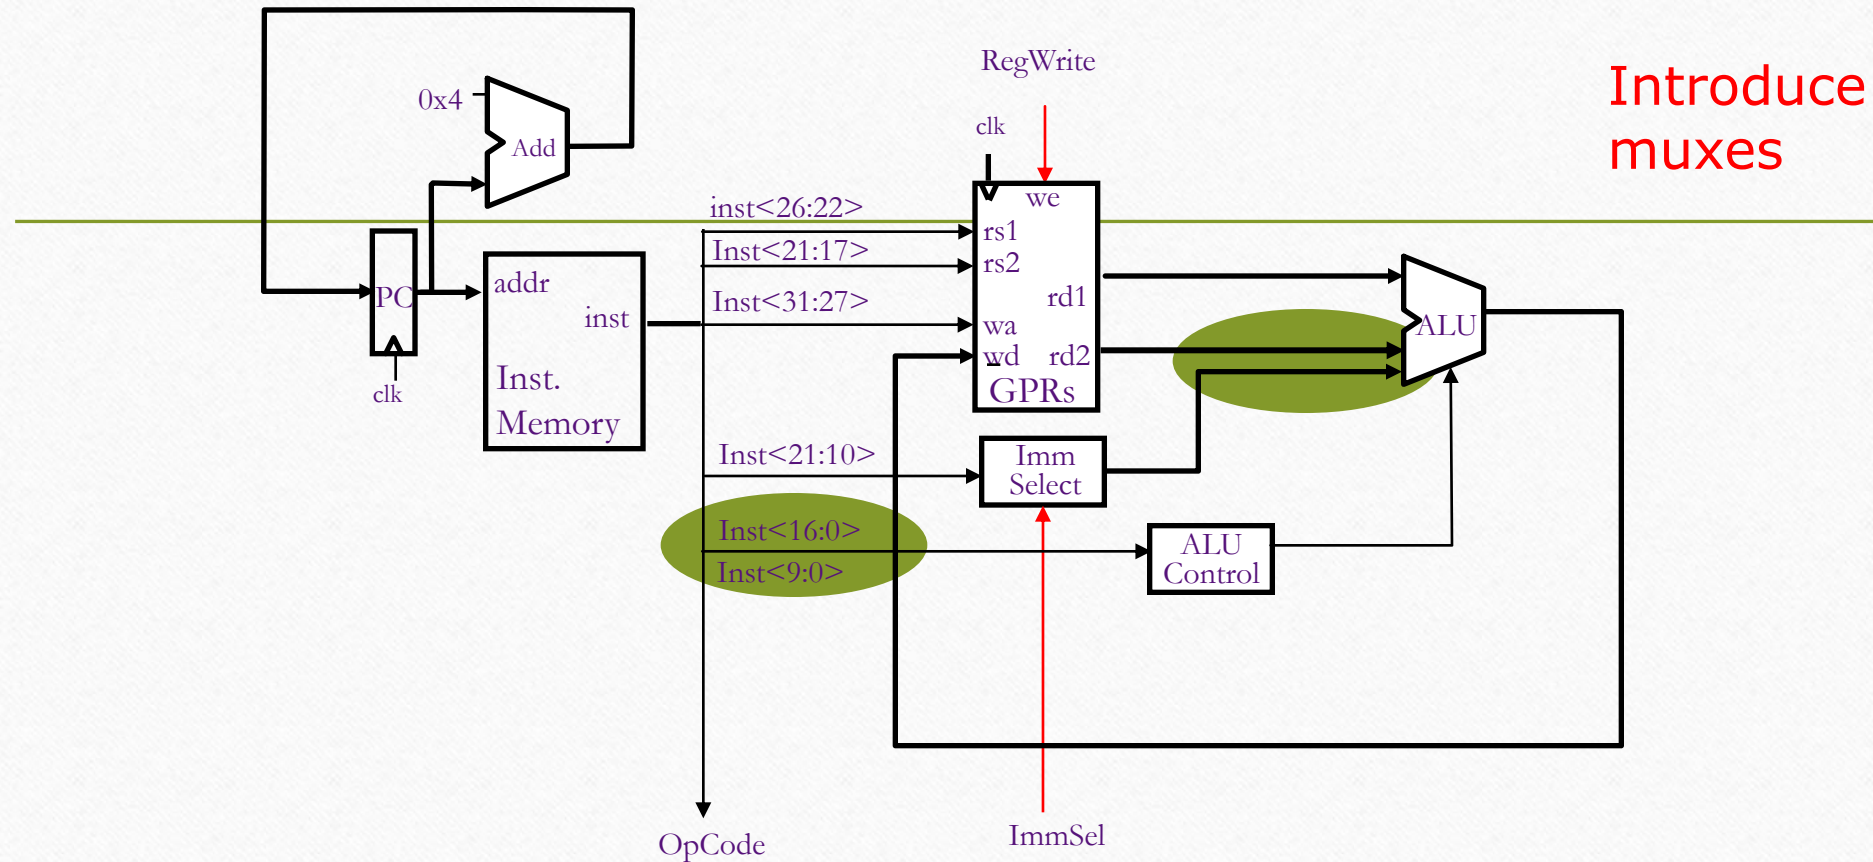 Introduce
muxes
RegWrite
0x4
Add
clk
we
inst<26:22>
rs1
Inst<21:17>
rs2
addr
PC
Inst<31:27>
rd1
inst
wa
ALU
wd
rd2
clk
Inst.
GPRs
Memory
Inst<21:10>
Imm
Select
Inst<16:0>
ALU
Control
Inst<9:0>
OpCode
ImmSel